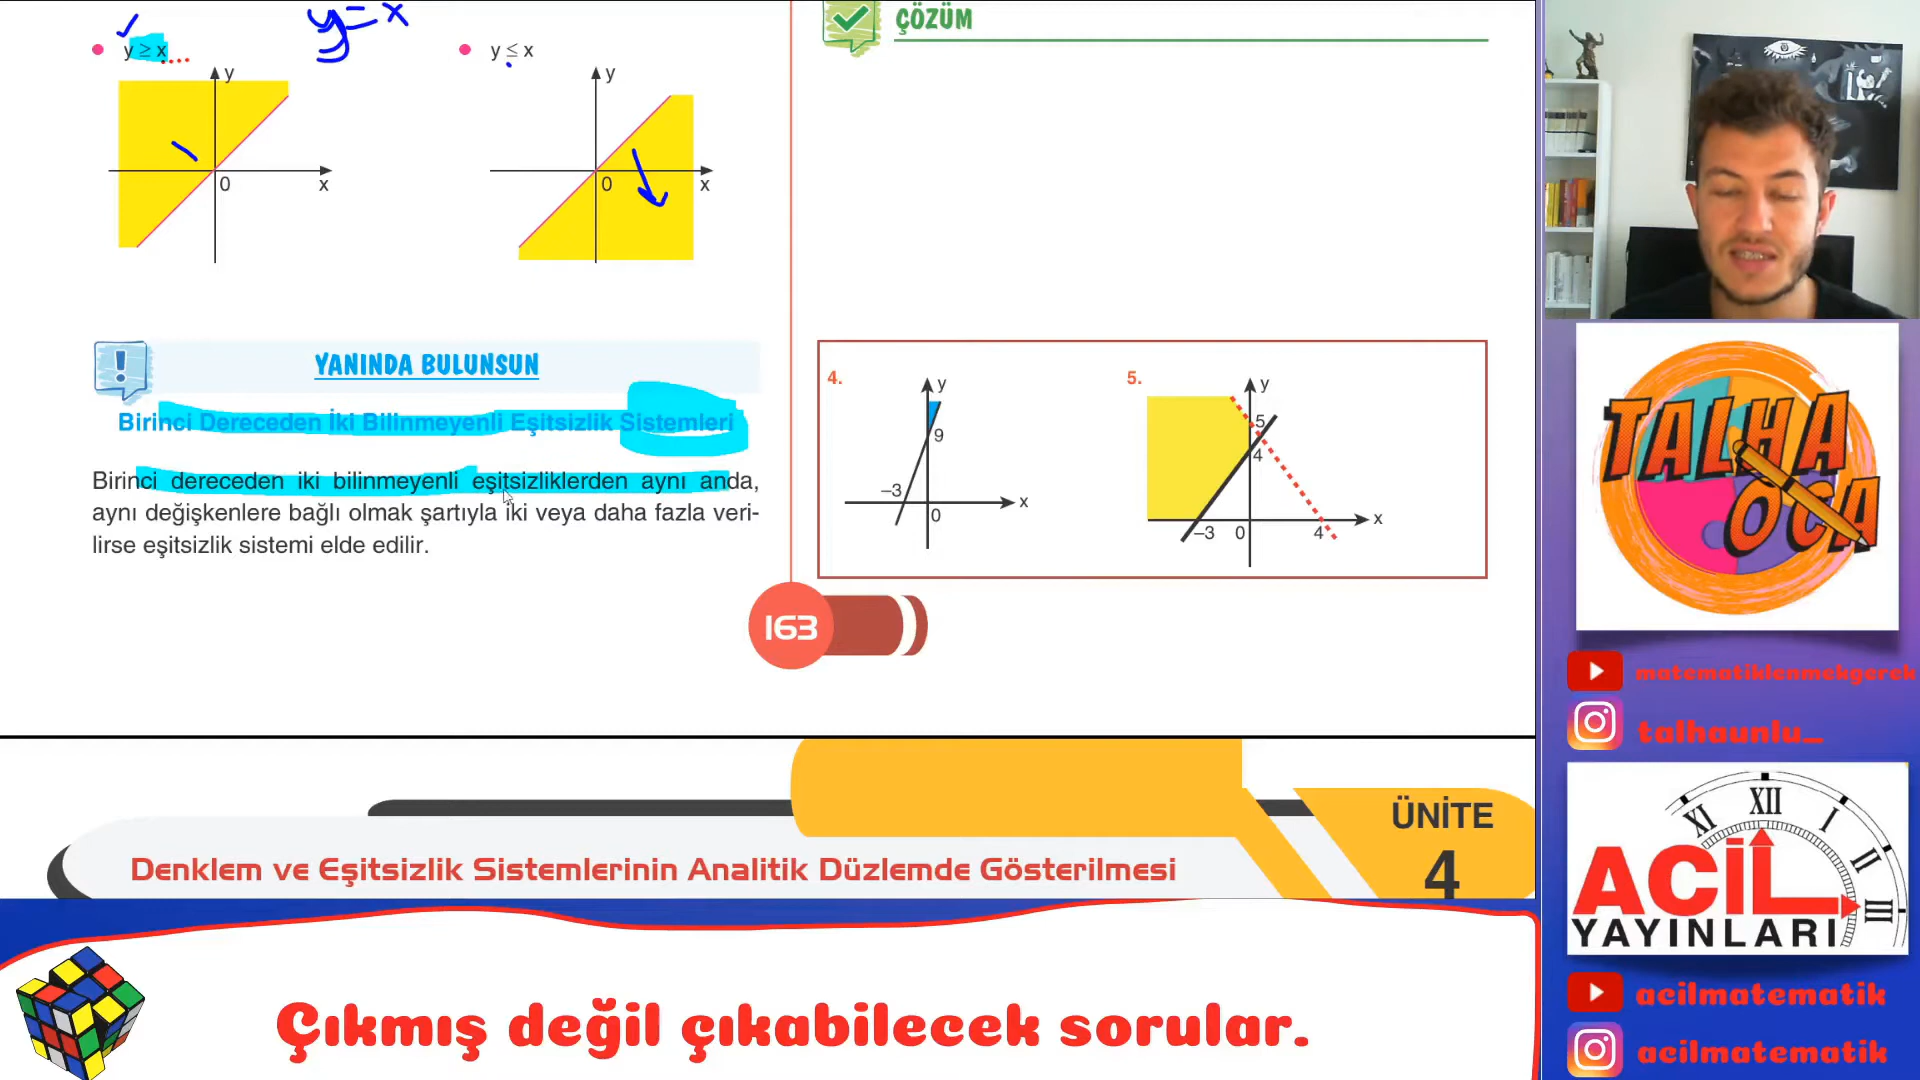 y = x
y ≥ x....
y ≤ x
y
x
0
y
x
0
YANINDA BULUNSUN
Birinci Dereceden İki Bilinmeyenli Eşitsizlik Sistemleri
Birinci dereceden iki bilinmeyenli eşitsizliklerden aynı anda,
aynı değişkenlere bağlı olmak şartıyla iki veya daha fazla veri-
lirse eşitsizlik sistemi elde edilir.
ÇÖZÜM
4.
y
9
–3
0
x
5.
y
5
4
–3
0
4
x
163
Denklem ve Eşitsizlik Sistemlerinin Analitik Düzlemde Gösterilmesi
ÜNİTE
4
Çıkmış değil çıkabilecek sorular.
TALHA
OCA
matematiklenmekgerek
talhaunlu_
XI XII I II III
ACİL
YAYINLARI
acilmatematik
acilmatematik